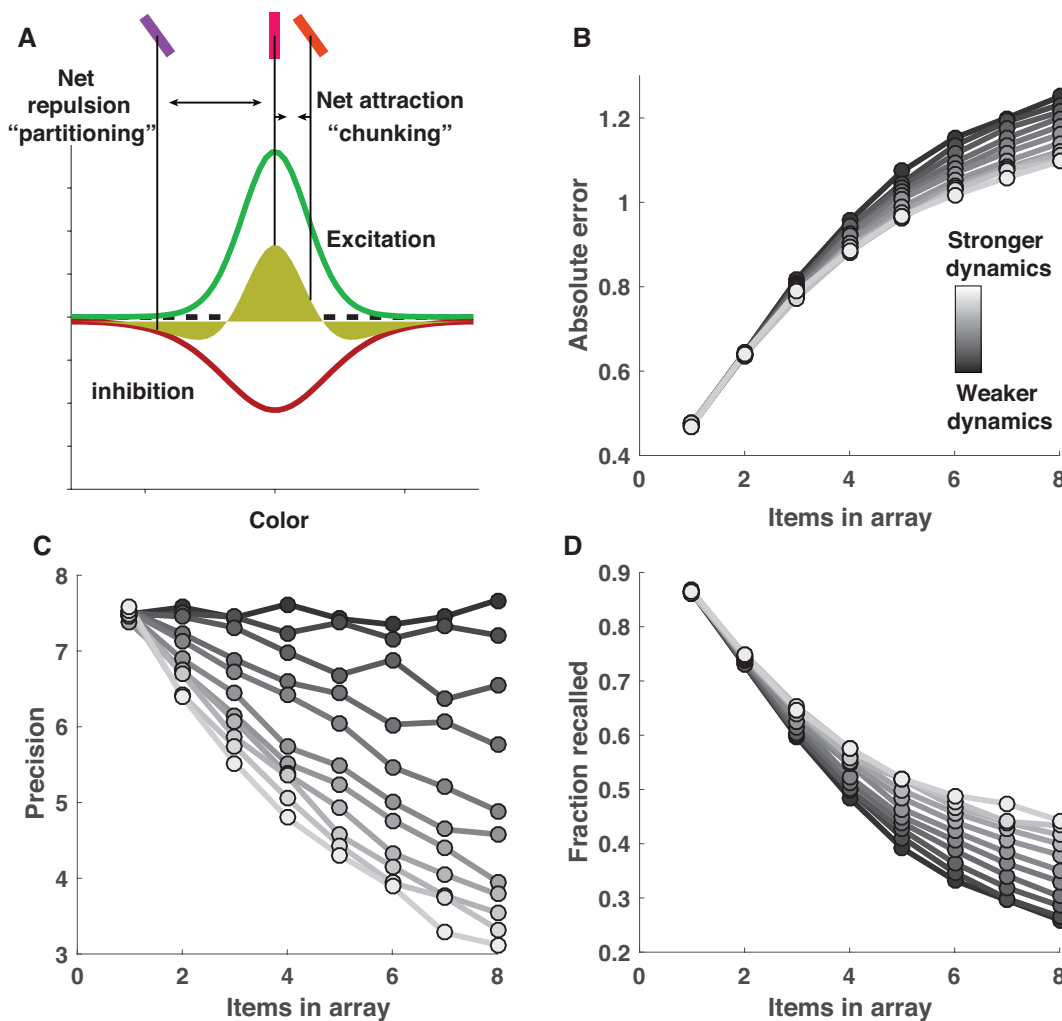 A
Net
repulsion
“partitioning”
Net attraction
“chunking”
Excitation
inhibition
Color
B
1.2
1
0.8
0.6
0.4
0
2
4
6
8
Absolute error
Items in array
Stronger
dynamics
Weaker
dynamics
C
8
7
6
5
4
3
0
2
4
6
8
Precision
Items in array
D
0.9
0.8
0.7
0.6
0.5
0.4
0.3
0.2
0
2
4
6
8
Fraction recalled
Items in array